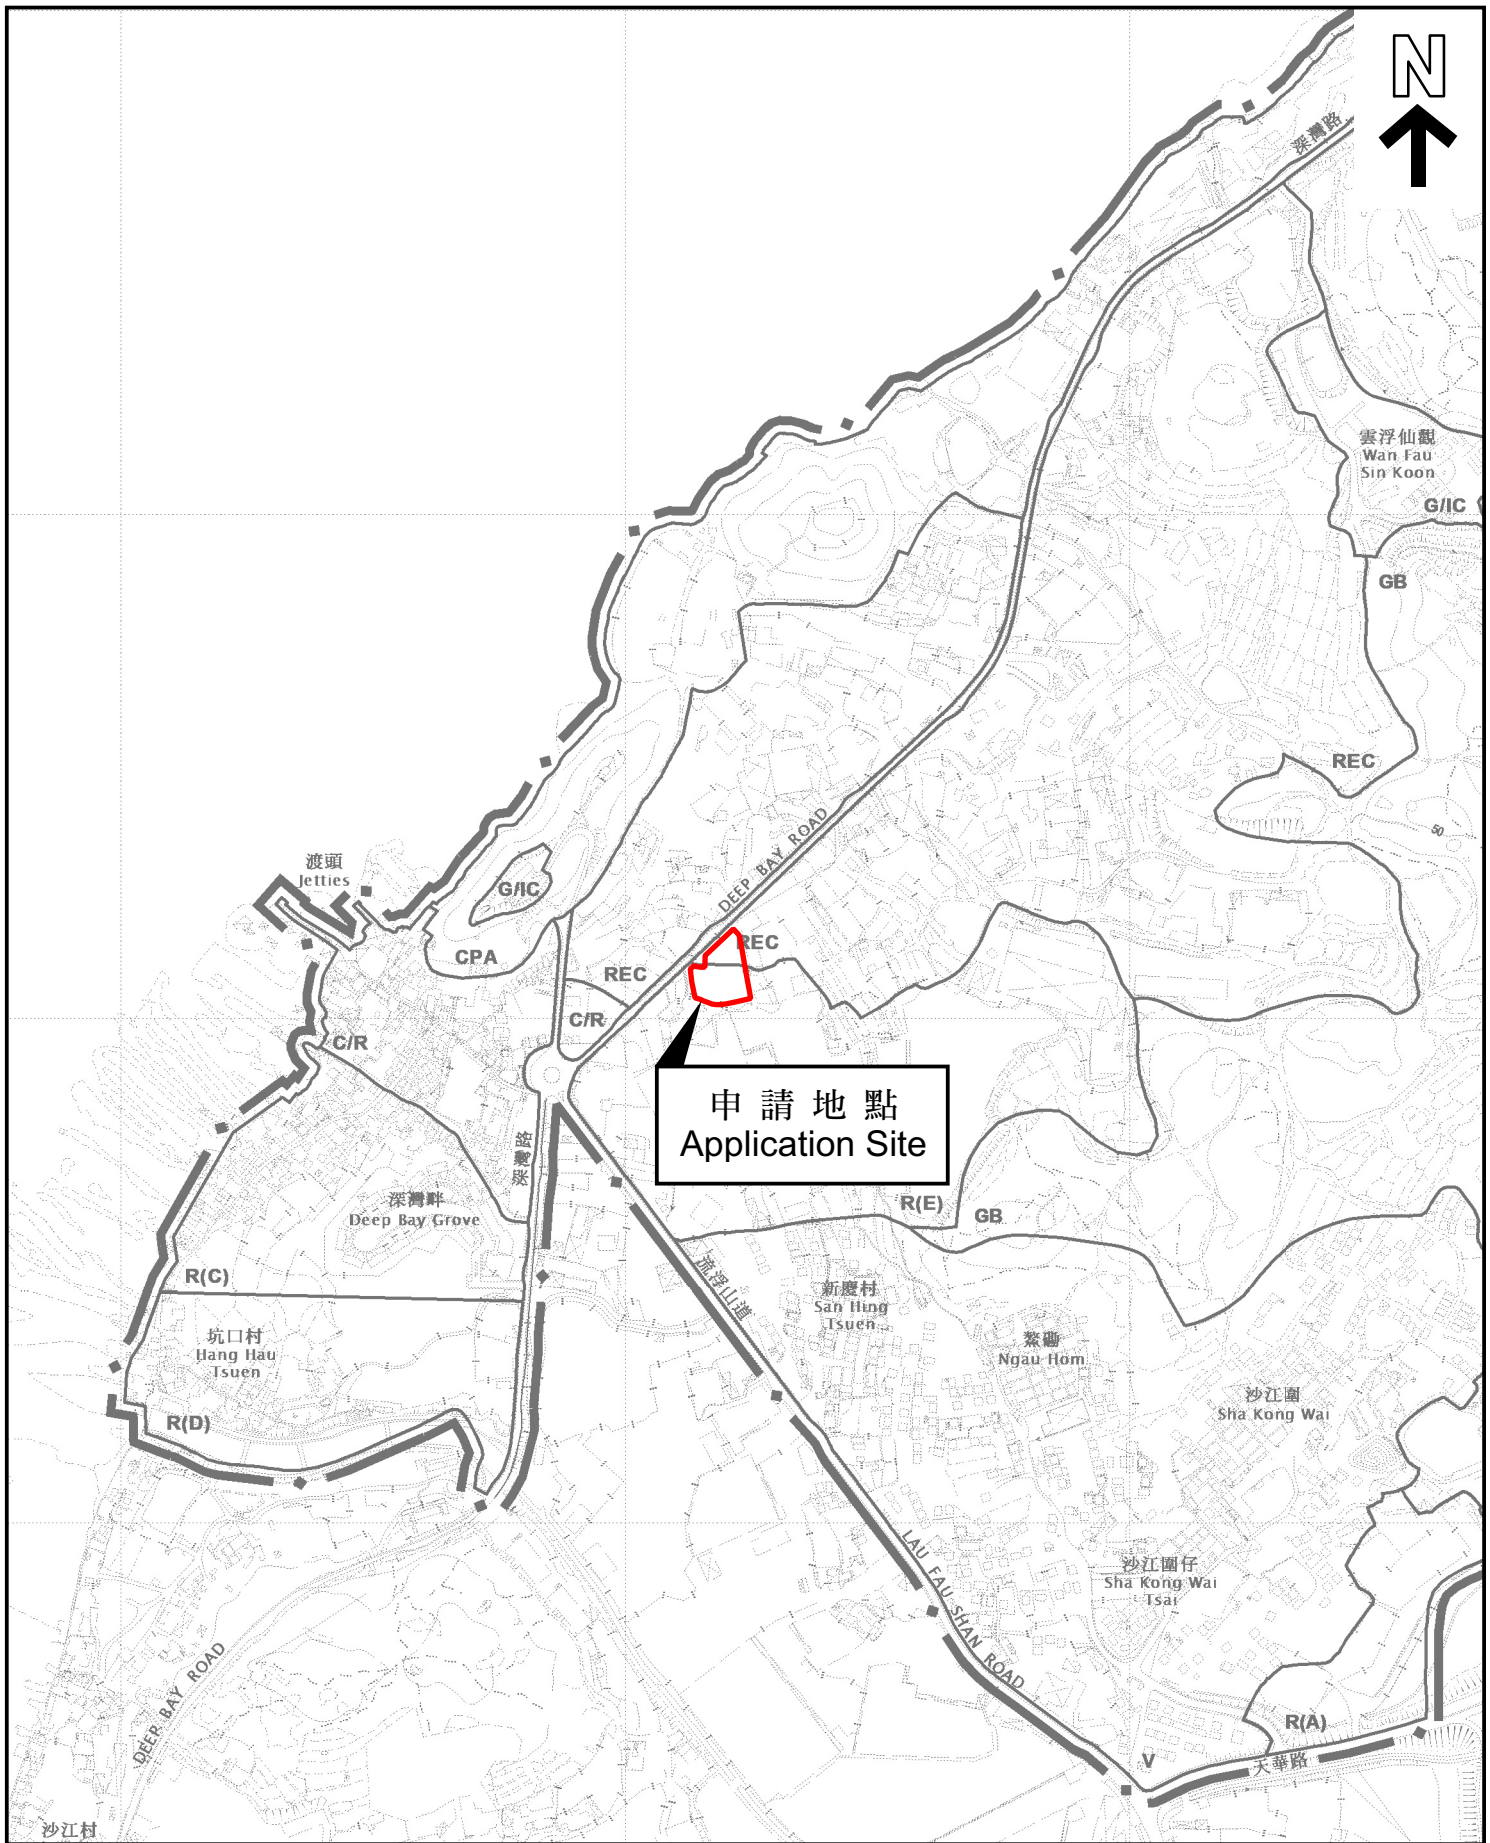 N
深灣路
雲浮仙觀
Wan Fau
Sin Koon
G/IC
GB
REC
50
DEEP BAY ROAD
渡頭
Jetties
G/IC
CPA
REC
REC
C/R
C/R
申請地點
Application Site
深灣路
深灣畔
Deep Bay Grove
R(E)
GB
R(C)
流浮山道
新慶村
San Hing
Tsuen
坑口村
Hang Hau
Tsuen
鰲磡
Ngau Hom
沙江圍
Sha Kong Wai
R(D)
LAU FAU SHAN ROAD
沙江圍仔
Sha Kong Wai
Tsai
DEEP BAY ROAD
R(A)
V
天華路
沙江村